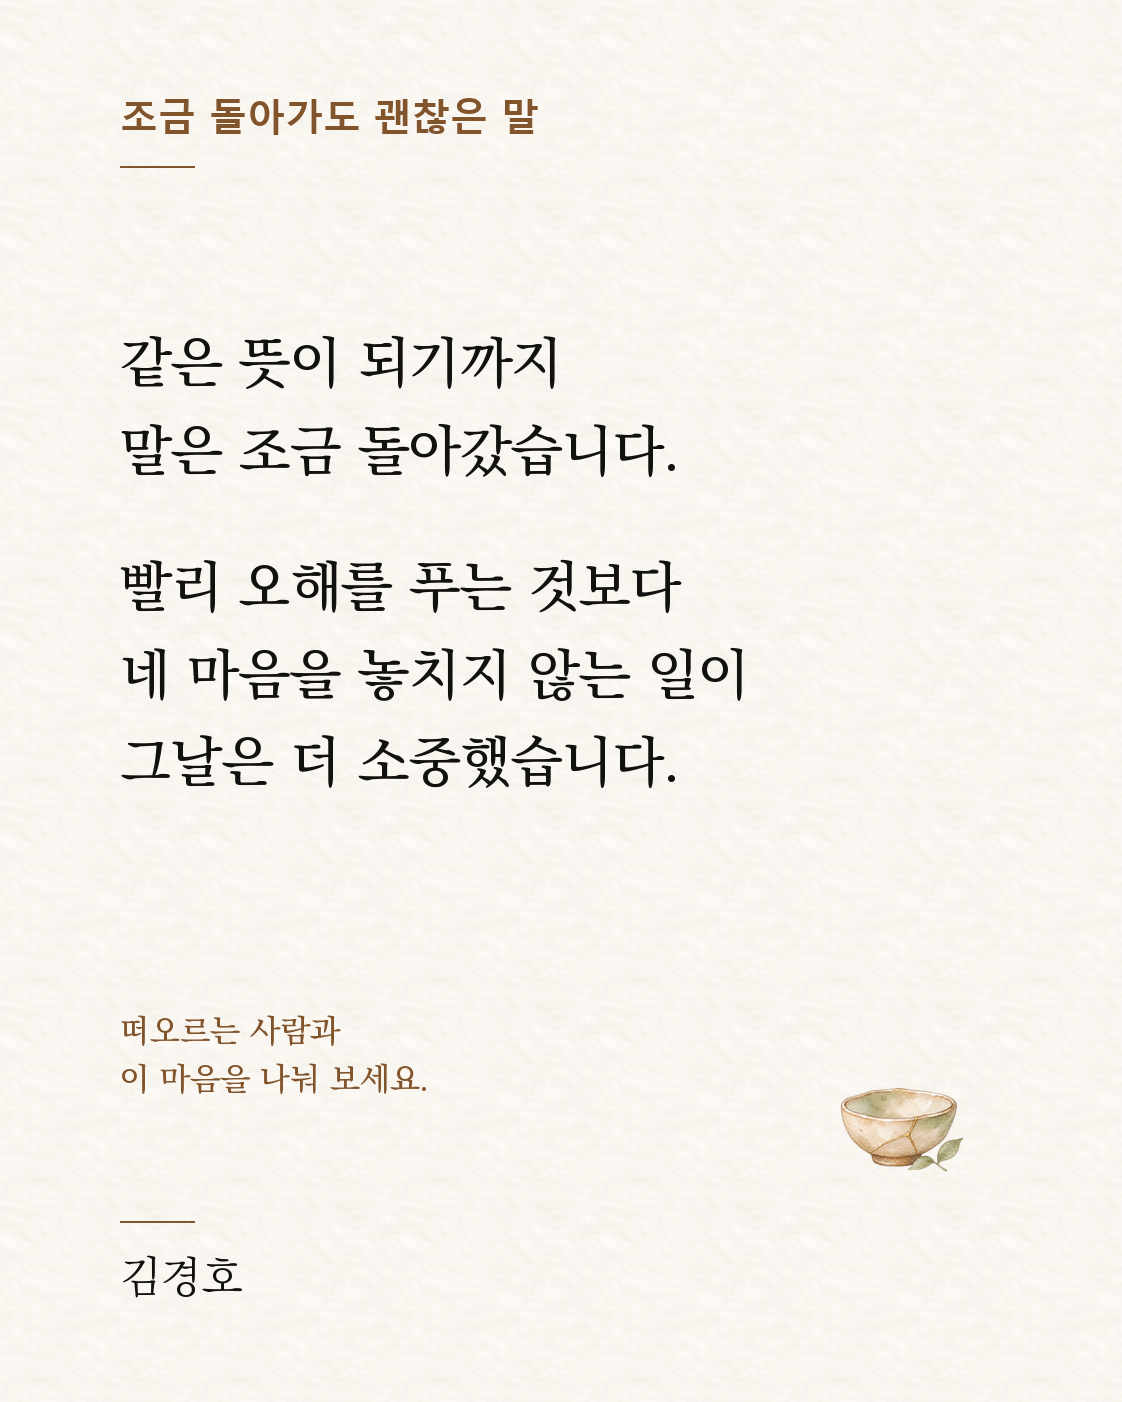 조금 돌아가도 괜찮은 말
같은 뜻이 되기까지
말은 조금 돌아갔습니다.
빨리 오해를 푸는 것보다
네 마음을 놓치지 않는 일이
그날은 더 소중했습니다.
떠오르는 사람과
이 마음을 나눠 보세요.
김경호